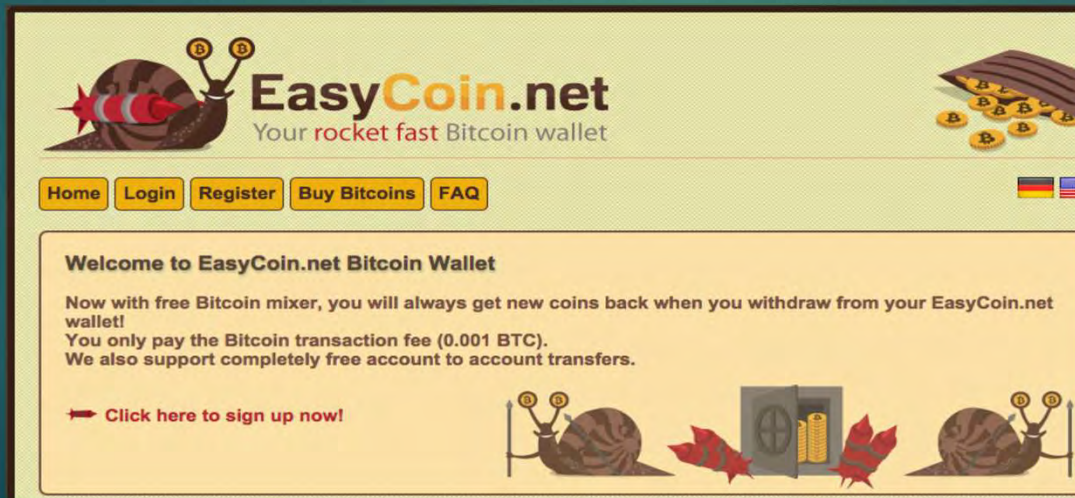 EasyCoin.net
Your rocket fast Bitcoin wallet
Home Login Register Buy Bitcoins FAQ
Welcome to EasyCoin.net Bitcoin Wallet
Now with free Bitcoin mixer, you will always get new coins back when you withdraw from your EasyCoin.net
wallet!
You only pay the Bitcoin transaction fee (0.001 BTC).
We also support completely free account to account transfers.
Click here to sign up now!